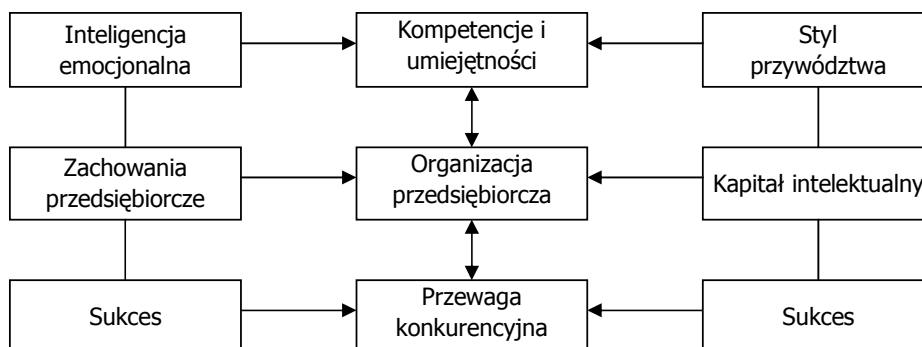 Inteligencja
emocjonalna
Kompetencje i
umiejętności
Styl
przywództwa
Zachowania
przedsiębiorcze
Organizacja
przedsiębiorcza
Kapitał intelektualny
Sukces
Przewaga
konkurencyjna
Sukces